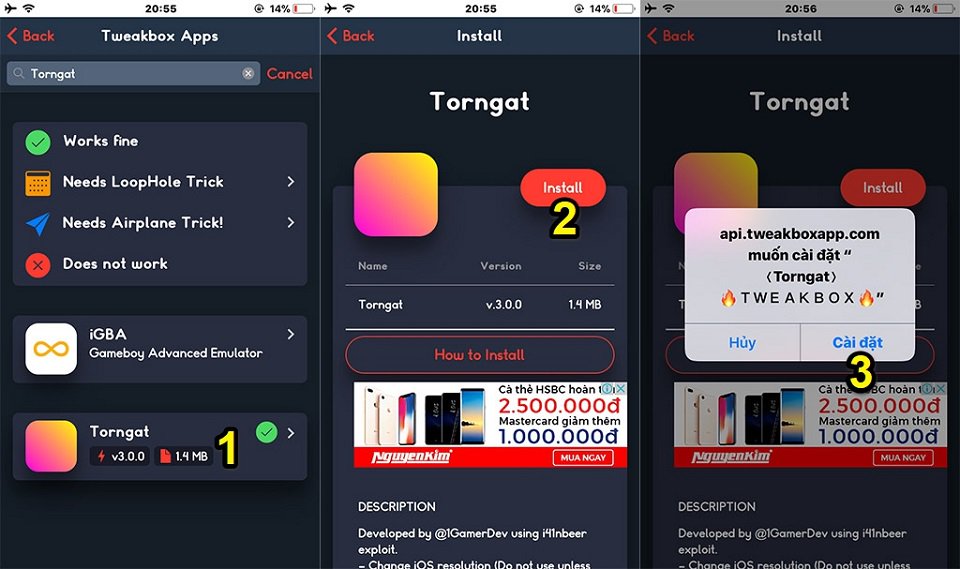 20:55
14%
Back
Tweakbox Apps
Torngat
Cancel
Works fine
Needs LoopHole Trick
Needs Airplane Trick!
Does not work
iGBA
Gameboy Advanced Emulator
Torngat
v3.0.0
1.4 MB
1
20:55
14%
Back
Install
Torngat
Install
2
Name Version Size
Torngat v.3.0.0 1.4 MB
How to Install
Cà thẻ HSBC hoàn
2.500.000đ
Mastercard giảm thêm
1.000.000đ
NGUYENKIM
MUA NGAY
DESCRIPTION
Developed by @1GamerDev using i41nbeer
exploit.
– Change iOS resolution (Do not use unless
20:56
14%
Back
Install
Torngat
Install
api.tweakboxapp.com
muốn cài đặt “
⟨Torngat⟩
🔥T W E A K B O X🔥”
Hủy
Cài đặt
3
Cà thẻ HSBC hoàn
2.500.000đ
Mastercard giảm thêm
1.000.000đ
NGUYENKIM
MUA NGAY
DESCRIPTION
Developed by @1GamerDev using i41nbeer
exploit.
– Change iOS resolution (Do not use unless